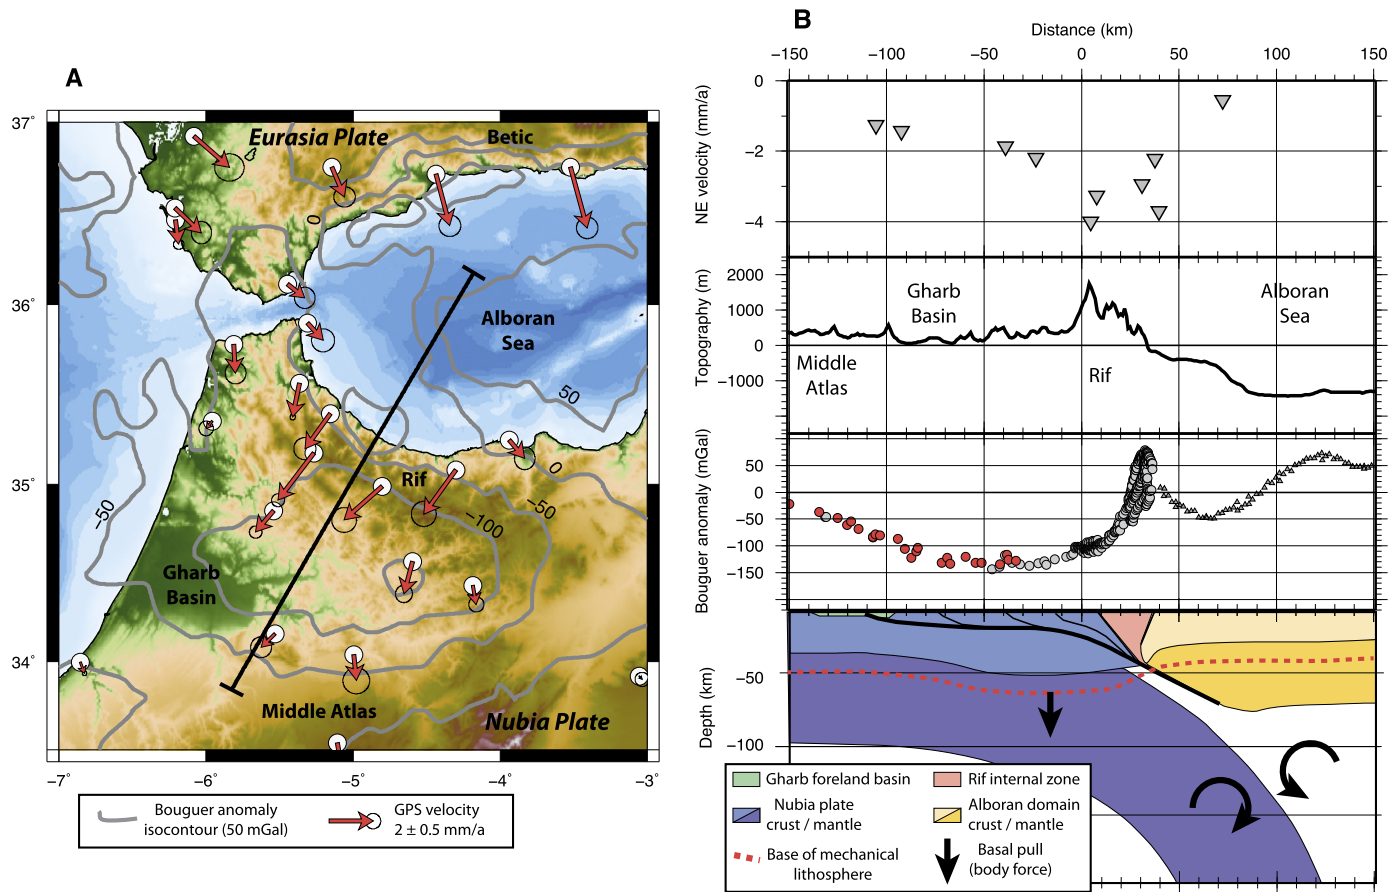 A
37°
36°
35°
34°
−7°
−6°
−5°
−4°
−3°
Eurasia Plate
Betic
0
Alboran
Sea
50
0
−50
−100
−50
Rif
Gharb
Basin
Middle Atlas
Nubia Plate
Bouguer anomaly
isocontour (50 mGal)
GPS velocity
2 ± 0.5 mm/a
B
Distance (km)
−150
−100
−50
0
50
100
150
NE velocity (mm/a)
0
−2
−4
Topography (m)
2000
1000
0
−1000
Gharb
Basin
Alboran
Sea
Middle
Atlas
Rif
Bouguer anomaly (mGal)
50
0
−50
−100
−150
Depth (km)
−50
−100
Gharb foreland basin
Rif internal zone
Nubia plate
crust / mantle
Alboran domain
crust / mantle
Base of mechanical
lithosphere
Basal pull
(body force)